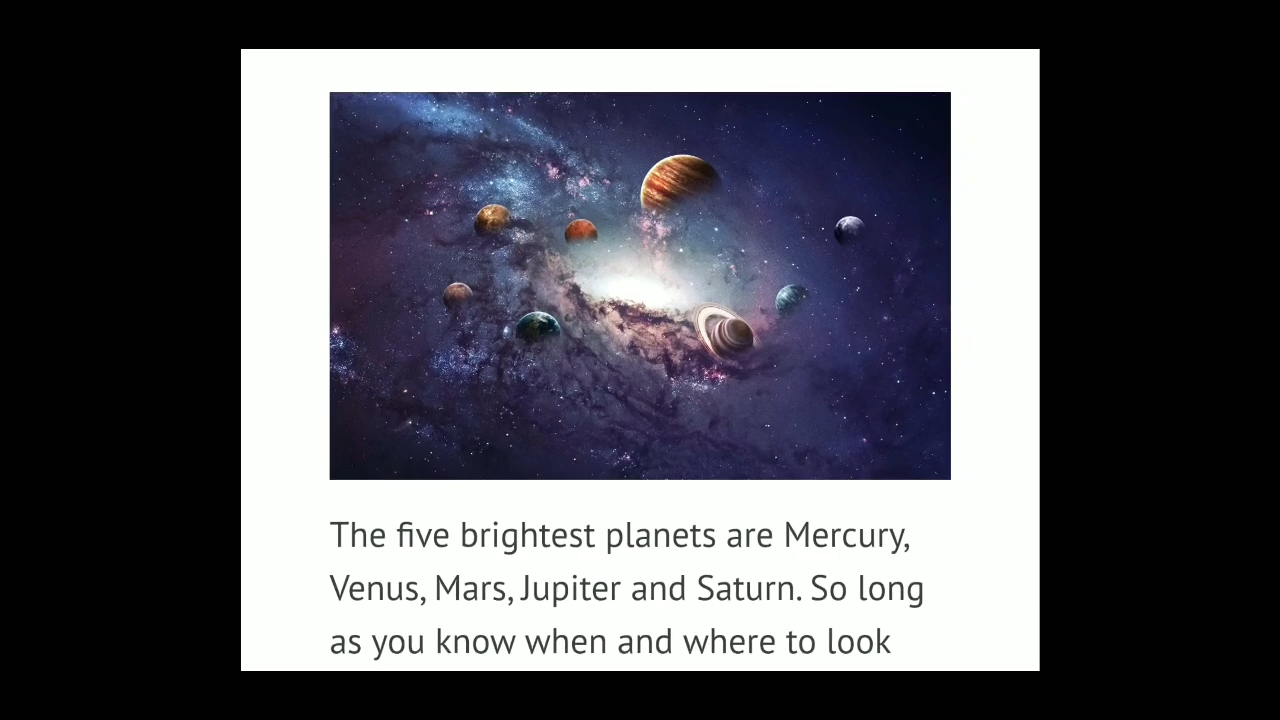 The five brightest planets are Mercury,
Venus, Mars, Jupiter and Saturn. So long
as you know when and where to look